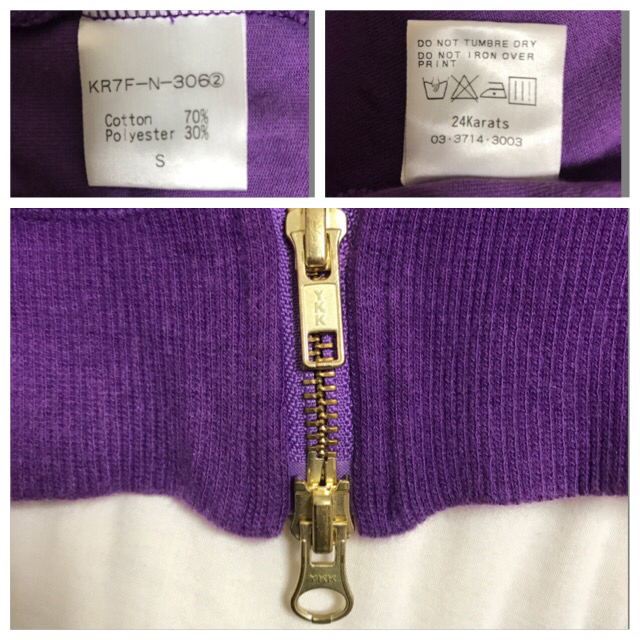 KR7F-N-306②
Cotton 70%
Polyester 30%
S
DO NOT TUMBRE DRY
DO NOT IRON OVER
PRINT
24Karats
03-3714-3003
YKK
YKK